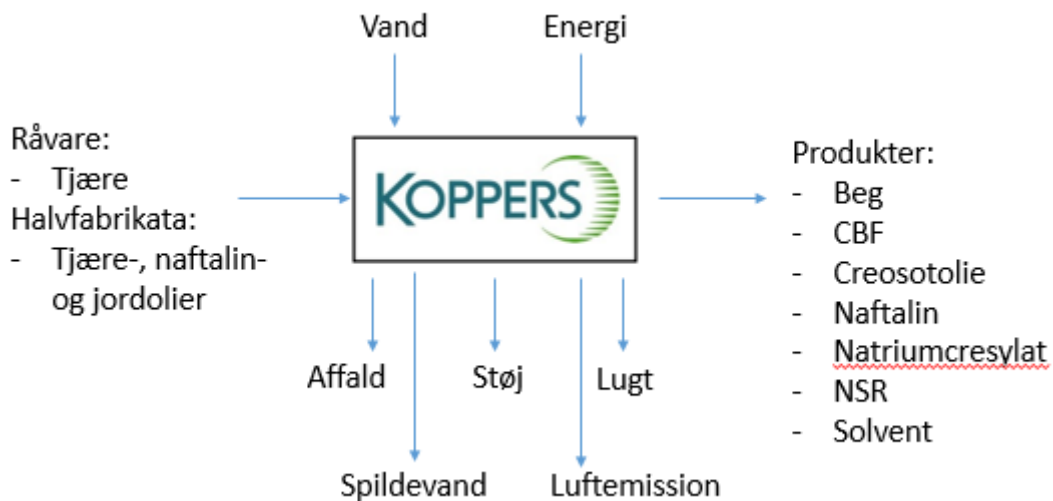 Vand
Energi
Råvare:
- Tjære
Halvfabrikata:
- Tjære-, naftalin-
og jordolier
KOPPERS
Produkter:
- Beg
- CBF
- Creosotolie
- Naftalin
- Natriumcresylat
- NSR
- Solvent
Affald
Støj
Lugt
Spildevand
Luftemission